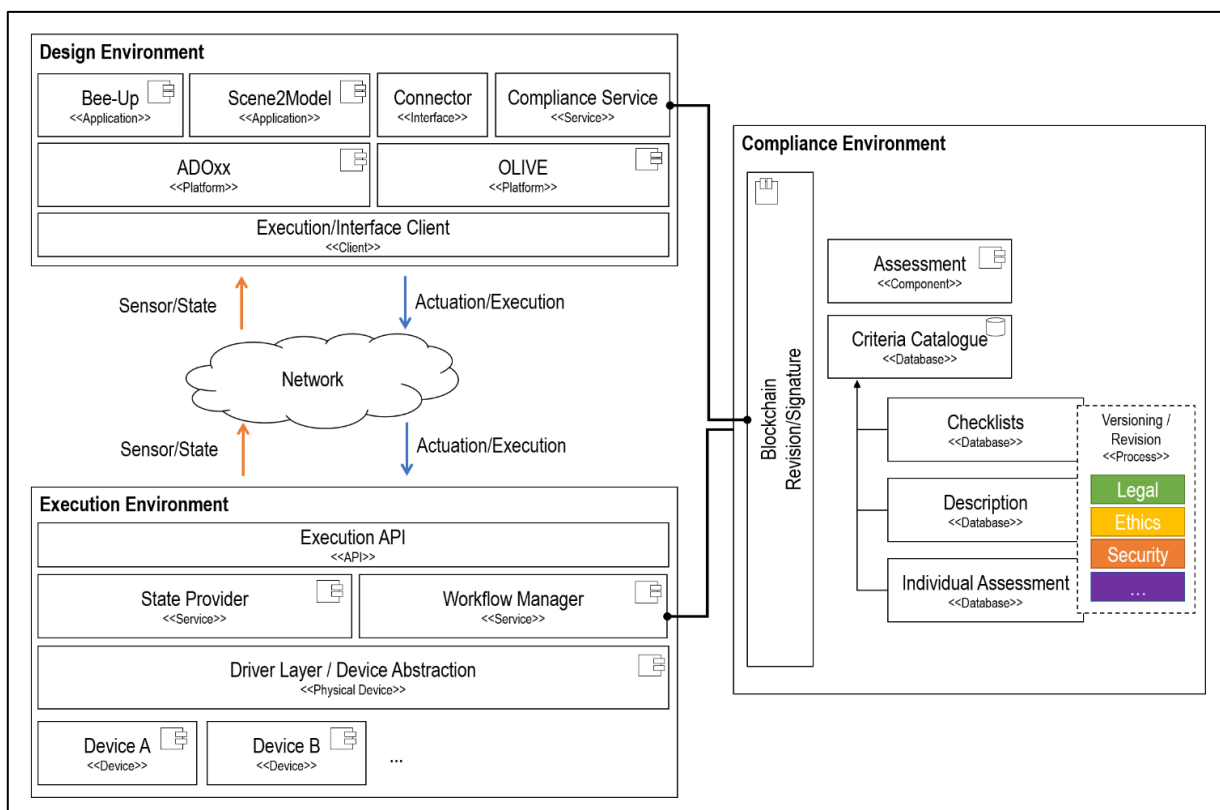 Design Environment
Bee-Up
<<Application>>
Scene2Model
<<Application>>
Connector
<<Interface>>
Compliance Service
<<Service>>
ADOxx
<<Platform>>
OLIVE
<<Platform>>
Execution/Interface Client
<<Client>>
Sensor/State
Actuation/Execution
Network
Sensor/State
Actuation/Execution
Execution Environment
Execution API
<<API>>
State Provider
<<Service>>
Workflow Manager
<<Service>>
Driver Layer / Device Abstraction
<<Physical Device>>
Device A
<<Device>>
Device B
<<Device>>
...
Compliance Environment
Blockchain
Revision/Signature
Assessment
<<Component>>
Criteria Catalogue
<<Database>>
Checklists
<<Database>>
Description
<<Database>>
Individual Assessment
<<Database>>
Versioning /
Revision
<<Process>>
Legal
Ethics
Security
...